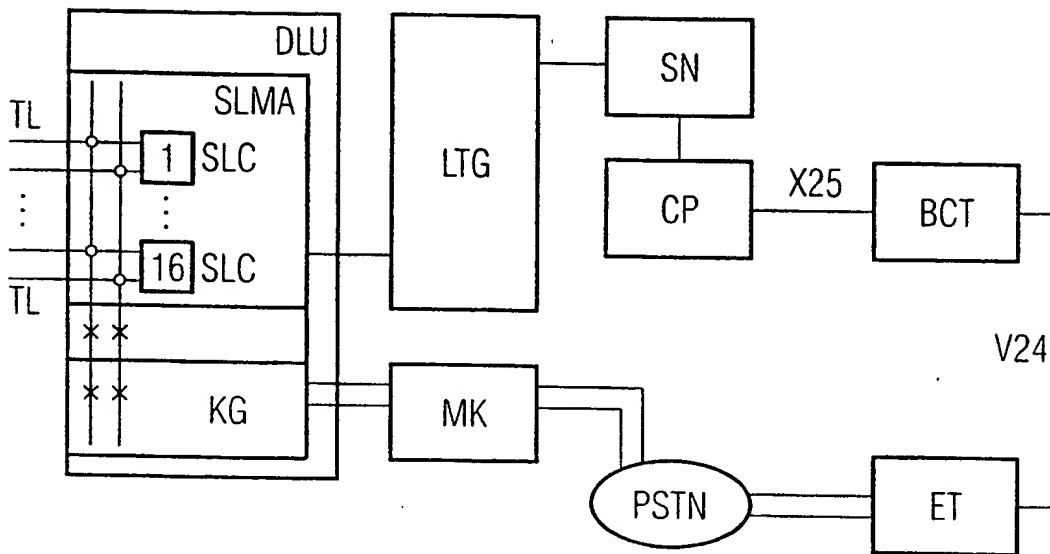 DLU
SLMA
TL
1 SLC
16 SLC
TL
KG
LTG
SN
CP
X25
BCT
V24
MK
PSTN
ET